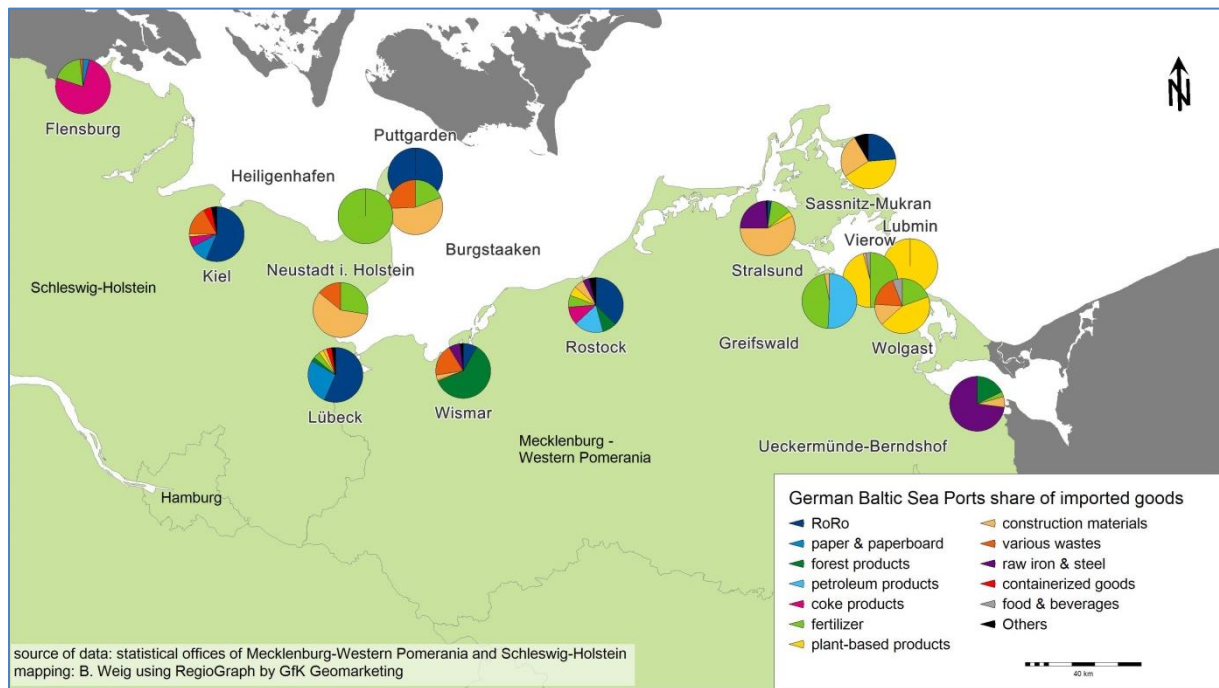 N
Flensburg
Puttgarden
Heiligenhafen
Sassnitz-Mukran
Lubmin
Vierow
Burgstaaken
Kiel
Neustadt i. Holstein
Stralsund
Schleswig-Holstein
Rostock
Greifswald
Wolgast
Lübeck
Wismar
Mecklenburg -
Western Pomerania
Ueckermünde-Berndshof
Hamburg
German Baltic Sea Ports share of imported goods
RoRo
paper & paperboard
forest products
petroleum products
coke products
fertilizer
plant-based products
construction materials
various wastes
raw iron & steel
containerized goods
food & beverages
Others
40 km
source of data: statistical offices of Mecklenburg-Western Pomerania and Schleswig-Holstein
mapping: B. Weig using RegioGraph by GfK Geomarketing